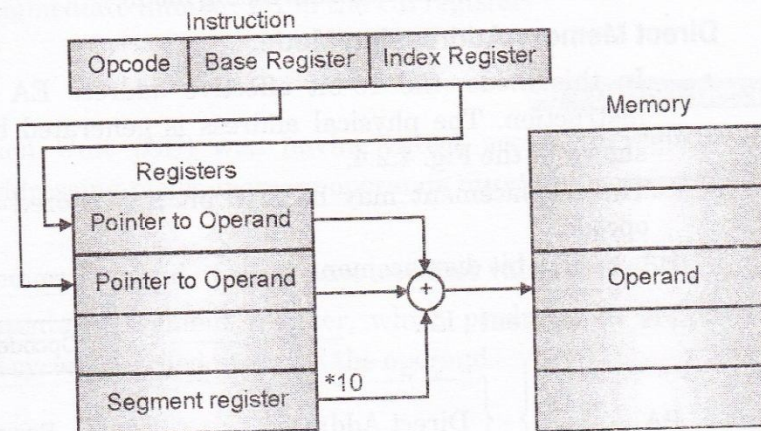 Instruction
Opcode Base Register Index Register
Memory
Registers
Pointer to Operand
Pointer to Operand
Operand
+
*10
Segment register